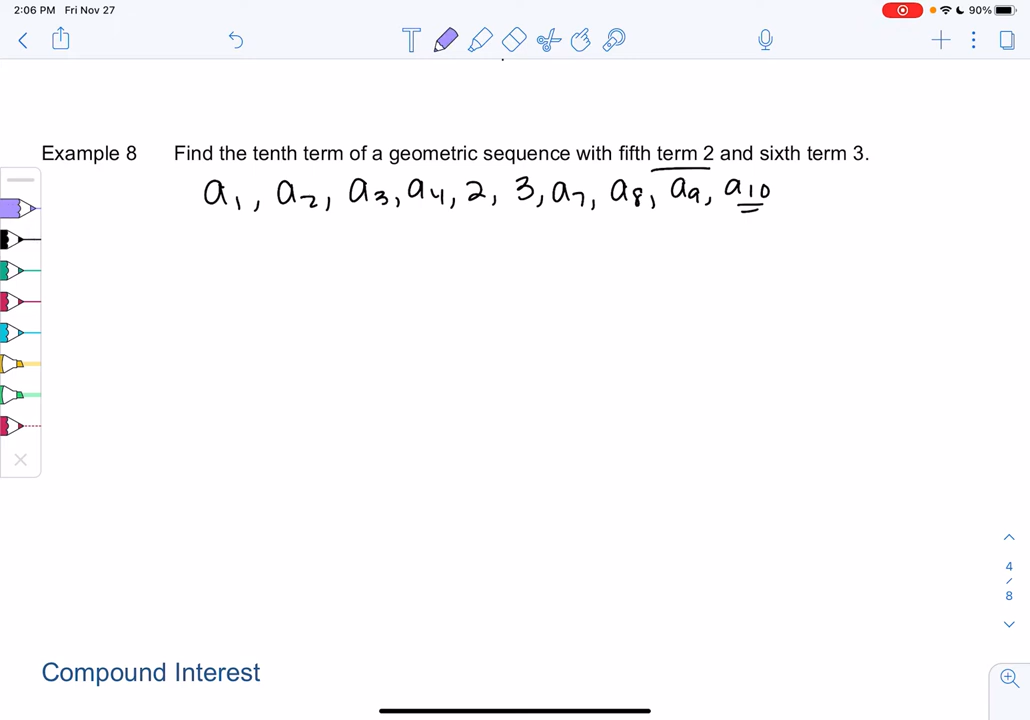 2:06 PM Fri Nov 27
90%
T
Example 8 Find the tenth term of a geometric sequence with fifth term 2 and sixth term 3.
a₁, a₂, a₃, a₄, 2, 3, a₇, a₈, a₉, a₁₀
4
/
8
Compound Interest